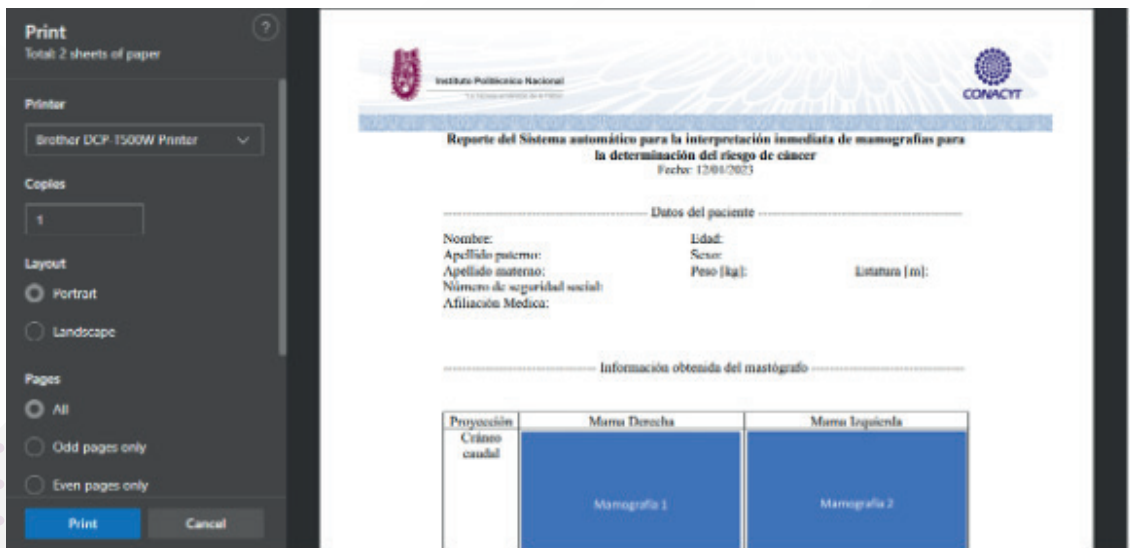 Print
?
Total: 2 sheets of paper
Printer
Brother DCP-T500W Printer
Copies
1
Layout
Portrait
Landscape
Pages
All
Odd pages only
Even pages only
Print Cancel
Instituto Politécnico Nacional
CONACYT
Reporte del Sistema automático para la interpretación inmediata de mamografías para
la determinación del riesgo de cáncer
Fecha: 12/01/2023
Datos del paciente
Nombre: Edad:
Apellido paterno: Sexo:
Apellido materno: Peso [kg]: Estatura [m]:
Número de seguridad social:
Afiliación Medica:
Información obtenida del mastógrafo
Proyección Mama Derecha Mama Izquierda
Cráneo
caudal
Mamografía 1 Mamografía 2